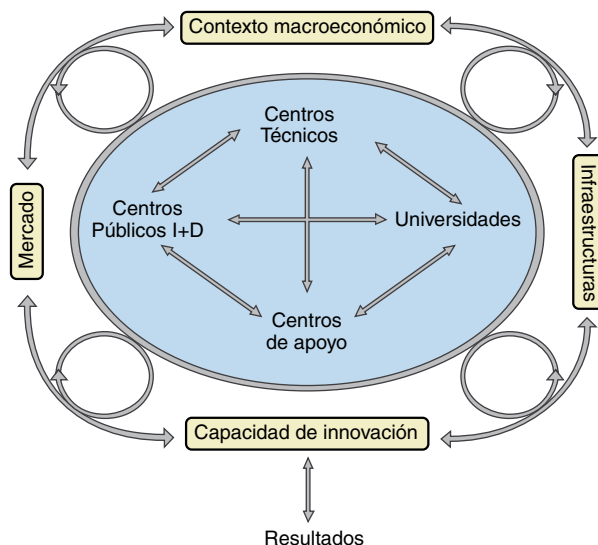 Contexto macroeconómico
Centros
Técnicos
Mercado
Centros
Públicos I+D
Universidades
Infraestructuras
Centros
de apoyo
Capacidad de innovación
Resultados